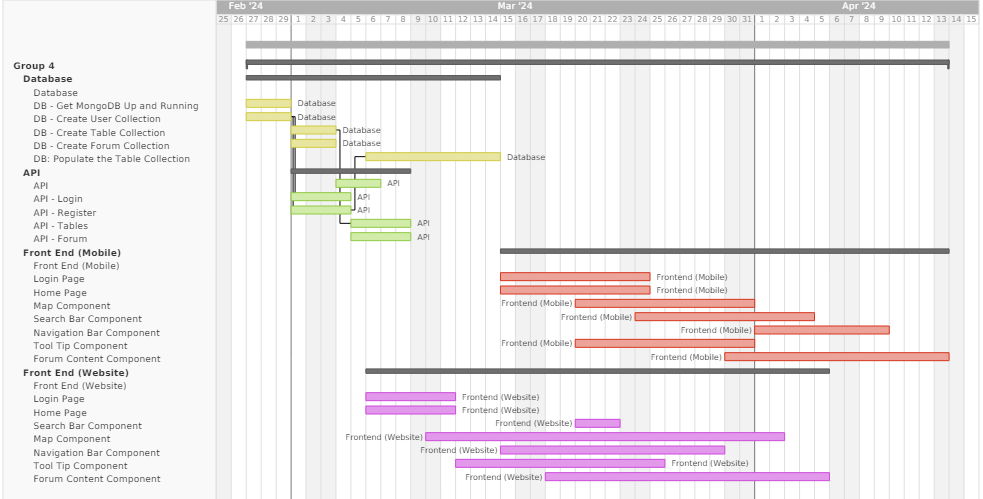 Feb '24 Mar '24 Apr '24
25 26 27 28 29 1 2 3 4 5 6 7 8 9 10 11 12 13 14 15 16 17 18 19 20 21 22 23 24 25 26 27 28 29 30 31 1 2 3 4 5 6 7 8 9 10 11 12 13 14 15
Group 4
Database
Database
DB - Get MongoDB Up and Running Database
DB - Create User Collection Database
DB - Create Table Collection Database
DB - Create Forum Collection Database
DB: Populate the Table Collection Database
API
API API
API - Login API
API - Register API
API - Tables API
API - Forum API
Front End (Mobile)
Front End (Mobile)
Login Page Frontend (Mobile)
Home Page Frontend (Mobile)
Map Component Frontend (Mobile)
Search Bar Component Frontend (Mobile)
Navigation Bar Component Frontend (Mobile)
Tool Tip Component Frontend (Mobile)
Forum Content Component Frontend (Mobile)
Front End (Website)
Front End (Website)
Login Page Frontend (Website)
Home Page Frontend (Website)
Search Bar Component Frontend (Website)
Map Component Frontend (Website)
Navigation Bar Component Frontend (Website)
Tool Tip Component Frontend (Website)
Forum Content Component Frontend (Website)